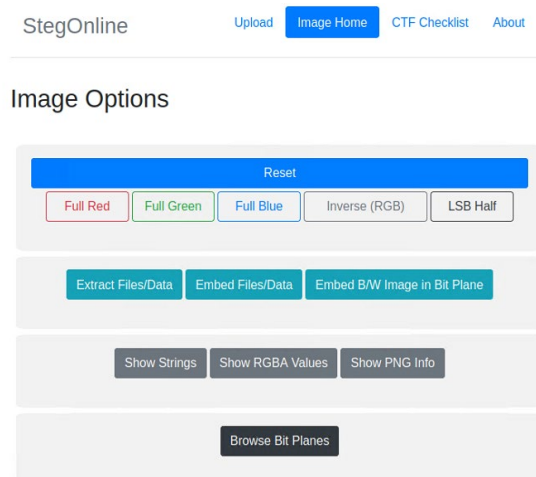 StegOnline Upload Image Home CTF Checklist About
Image Options
Reset
Full Red Full Green Full Blue Inverse (RGB) LSB Half
Extract Files/Data Embed Files/Data Embed B/W Image in Bit Plane
Show Strings Show RGBA Values Show PNG Info
Browse Bit Planes